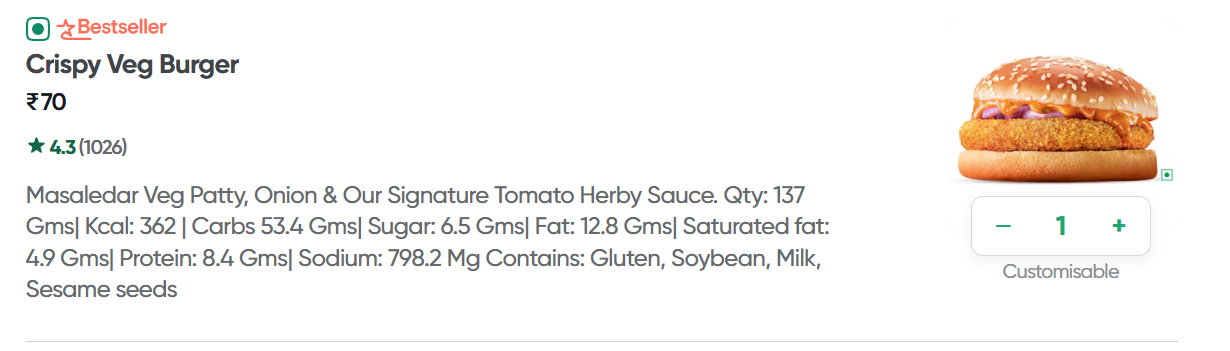 Bestseller
Crispy Veg Burger
₹70
4.3 (1026)
Masaledar Veg Patty, Onion & Our Signature Tomato Herby Sauce. Qty: 137
Gms| Kcal: 362 | Carbs 53.4 Gms| Sugar: 6.5 Gms| Fat: 12.8 Gms| Saturated fat:
4.9 Gms| Protein: 8.4 Gms| Sodium: 798.2 Mg Contains: Gluten, Soybean, Milk,
Sesame seeds
− 1 +
Customisable